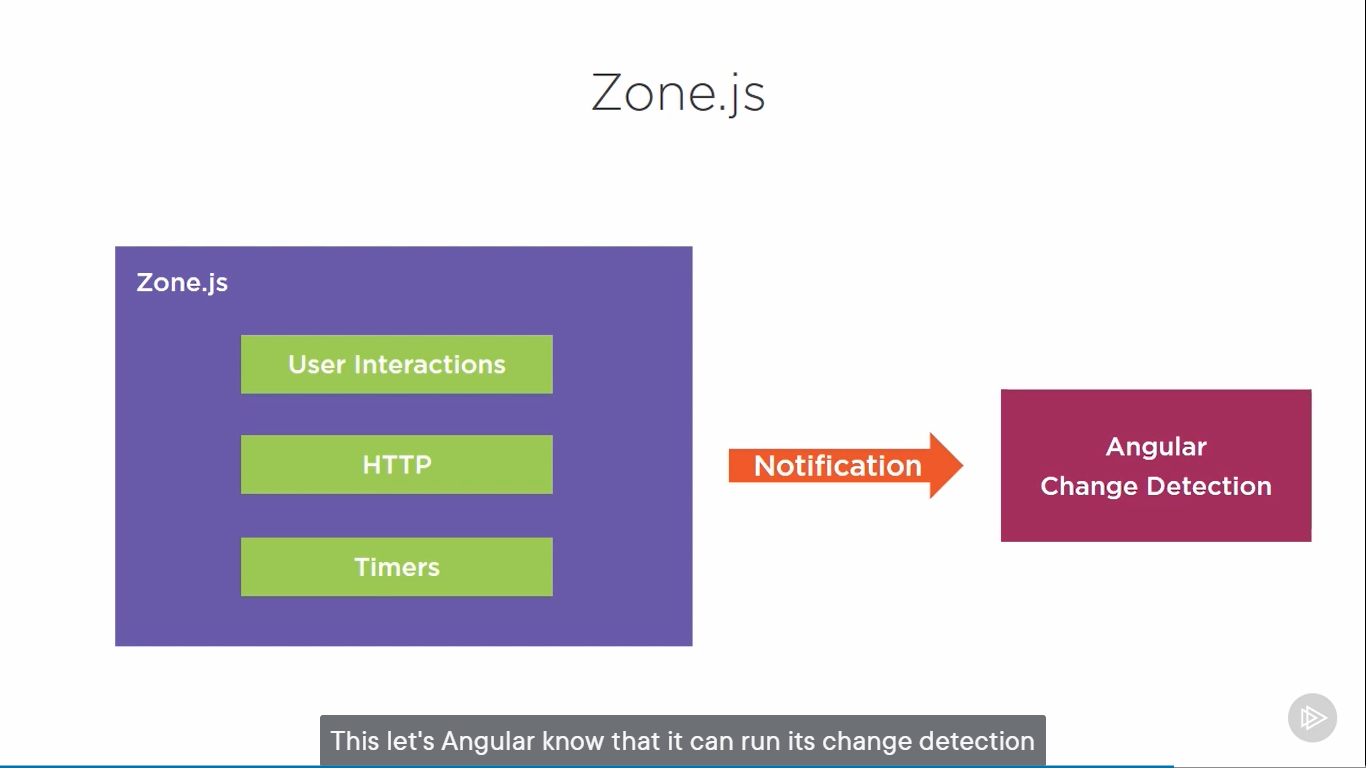 Zone.js
Zone.js
User Interactions
HTTP
Timers
Notification
Angular
Change Detection
This let's Angular know that it can run its change detection